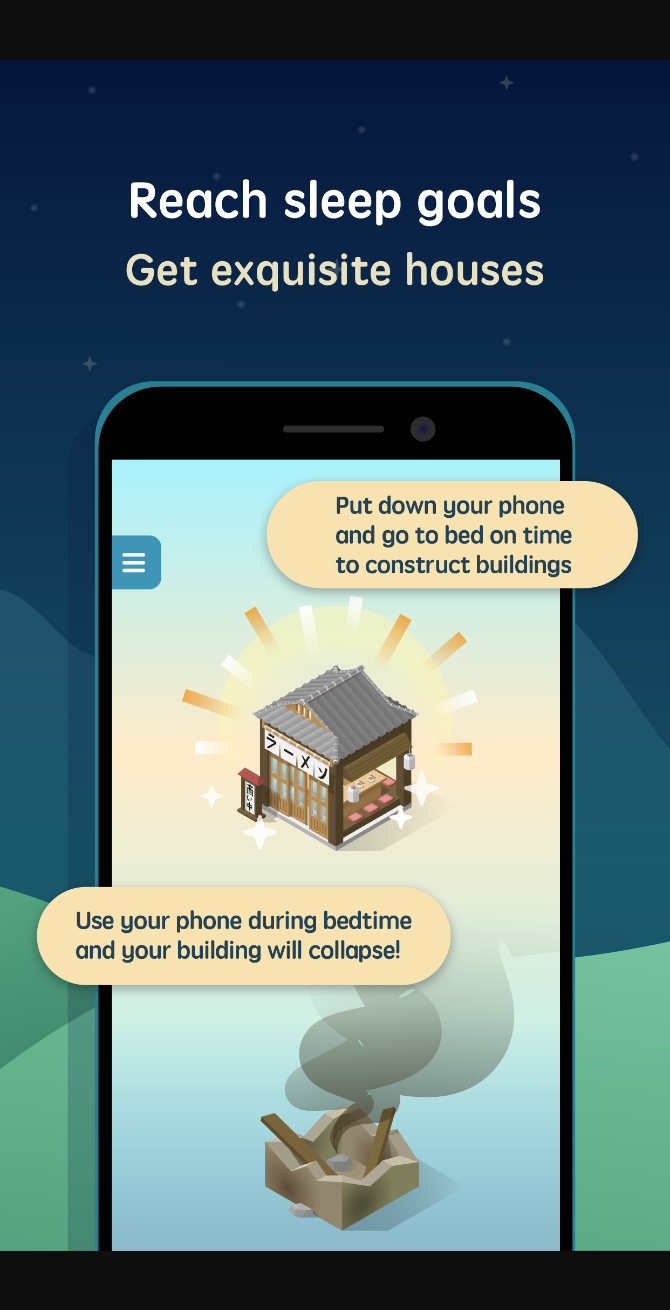 Reach sleep goals
Get exquisite houses
Put down your phone
and go to bed on time
to construct buildings
ラーメン
Use your phone during bedtime
and your building will collapse!